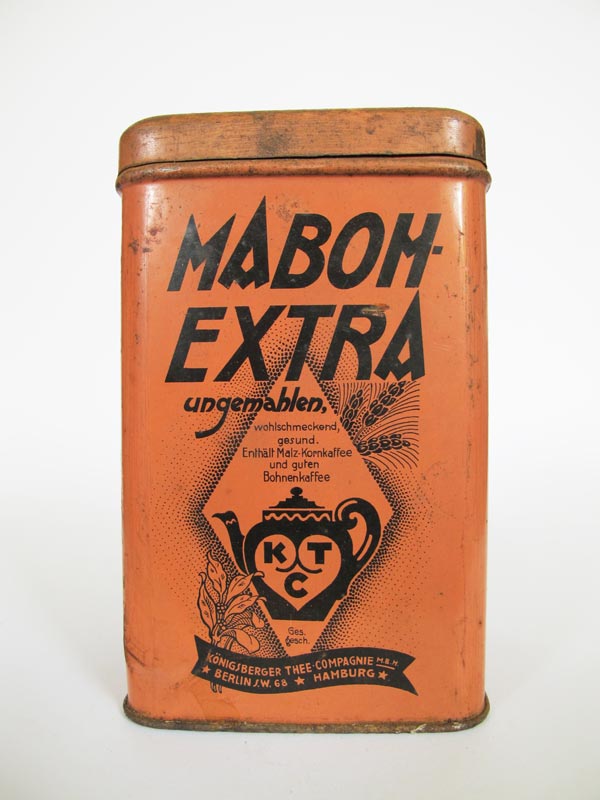 MABOH-
EXTRA
ungemahlen,
wohlschmeckend,
gesund.
Enthält Malz-Kornkaffee
und guten
Bohnenkaffee
K T
C
Ges.
gesch.
KÖNIGSBERGER THEE-COMPAGNIE M.B.H.
★ BERLIN S.W. 68 ★ HAMBURG ★